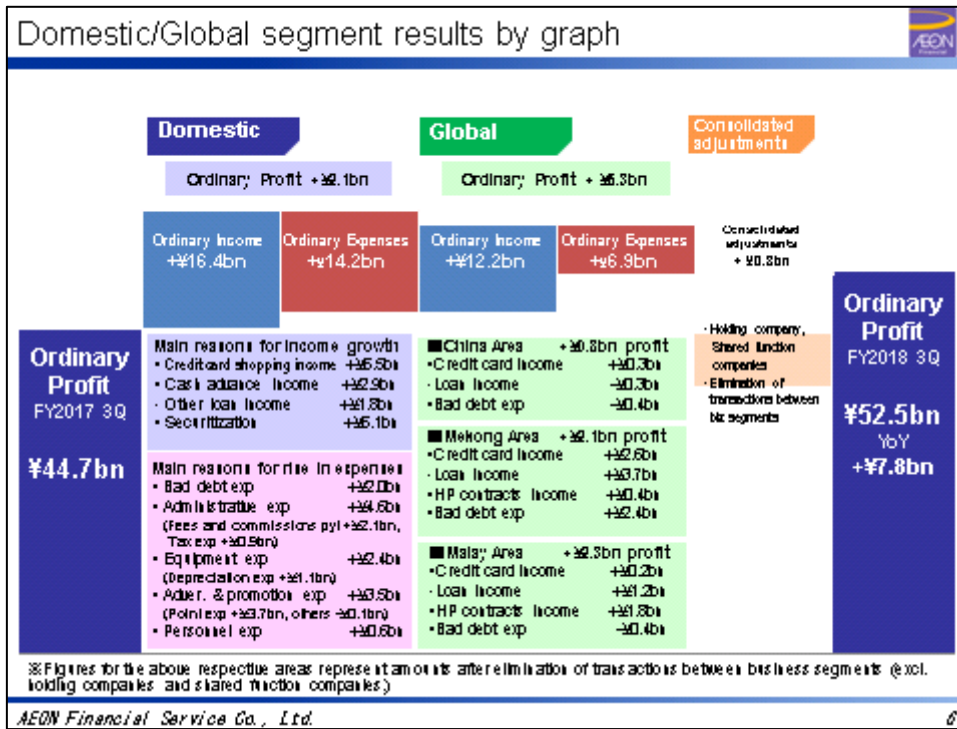 Domestic/Global segment results by graph
ÆON
Financial
Domestic
Ordinary Profit +¥2.1bn
Ordinary Income
+¥16.4bn
Ordinary Expenses
+¥14.2bn
Global
Ordinary Profit + ¥5.3bn
Ordinary Income
+¥12.2bn
Ordinary Expenses
+¥6.9bn
Consolidated
adjustments
Consolidated
adjustments
+ ¥0.3bn
Ordinary
Profit
FY2017 3Q
¥44.7bn
Main reasons for income growth
・Credit card shopping income +¥5.5bn
・Cash advance income +¥2.9bn
・Other loan income +¥1.8bn
・Securitization +¥5.1bn
Main reasons for rise in expenses
・Bad debt exp +¥2.0bn
・Administrative exp +¥4.6bn
(Fees and commissions pyl +¥2.1bn,
Tax exp +¥0.9bn)
・Equipment exp +¥2.4bn
(Depreciation exp +¥1.1bn)
・Adver. & promotion exp +¥3.5bn
(Point exp +¥3.7bn, others -¥0.1bn)
・Personnel exp +¥0.6bn
■China Area +¥0.8bn profit
・Credit card income +¥0.3bn
・Loan income -¥0.3bn
・Bad debt exp -¥0.4bn
■Mekong Area +¥2.1bn profit
・Credit card income +¥2.6bn
・Loan income +¥3.7bn
・HP contracts income +¥0.4bn
・Bad debt exp +¥2.4bn
■Malay Area +¥2.3bn profit
・Credit card income +¥0.2bn
・Loan income +¥1.2bn
・HP contracts income +¥1.8bn
・Bad debt exp -¥0.4bn
・Holding company,
Shared function
companies
・Elimination of
transactions between
biz segments
Ordinary
Profit
FY2018 3Q
¥52.5bn
YoY
+¥7.8bn
※Figures for the above respective areas represent amounts after elimination of transactions between business segments (excl.
holding companies and shared function companies)
AEON Financial Service Co., Ltd.
6